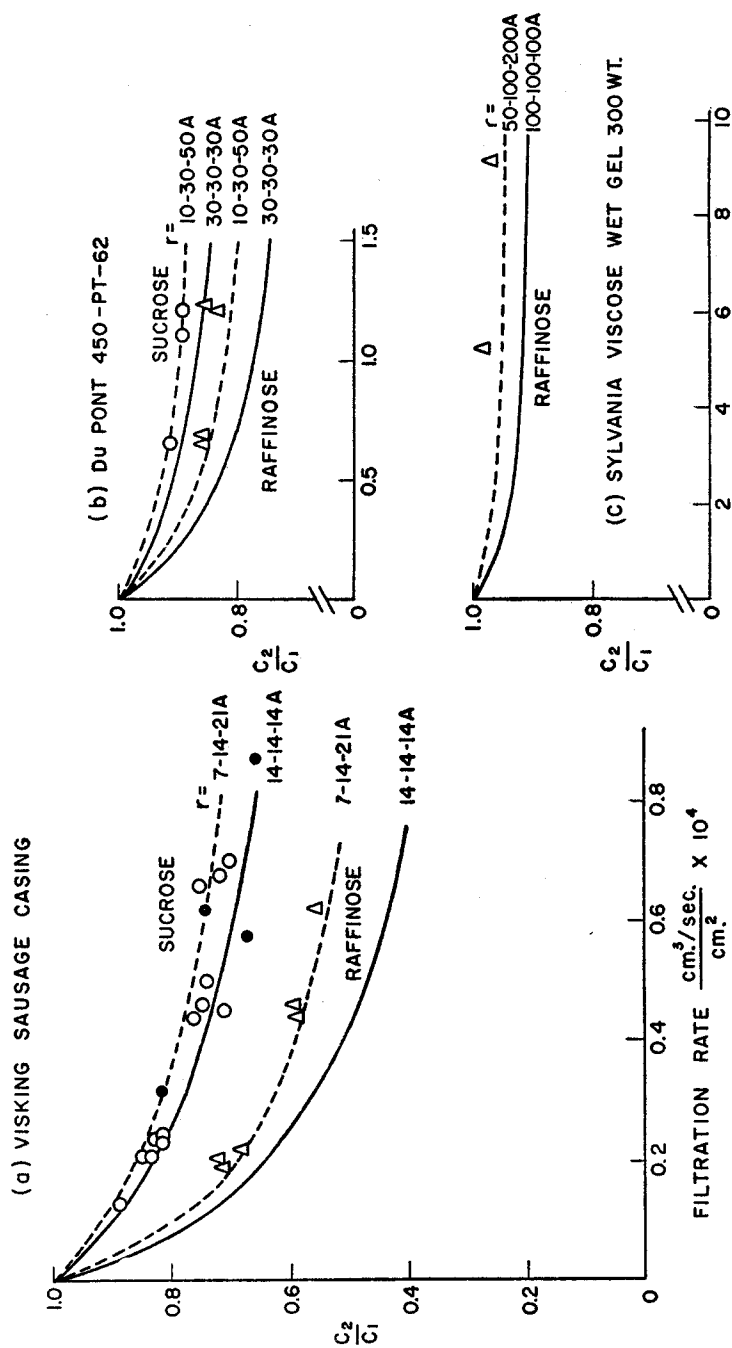 (a) VISKING SAUSAGE CASING
C2/C1
1.0
0.8
0.6
0.4
0.2
0
0.2
0.4
0.6
0.8
SUCROSE
r=
7-14-21A
14-14-14A
RAFFINOSE
7-14-21A
14-14-14A
FILTRATION RATE cm.³/sec. / cm.² X 10⁴
(b) Du PONT 450-PT-62
C2/C1
1.0
0.8
0
0.5
1.0
1.5
SUCROSE
r=
10-30-50A
30-30-30A
10-30-50A
30-30-30A
RAFFINOSE
C2/C1
1.0
0.8
0
2
4
6
8
10
r=
50-100-200A
100-100-100A
RAFFINOSE
(c) SYLVANIA VISCOSE WET GEL 300 WT.